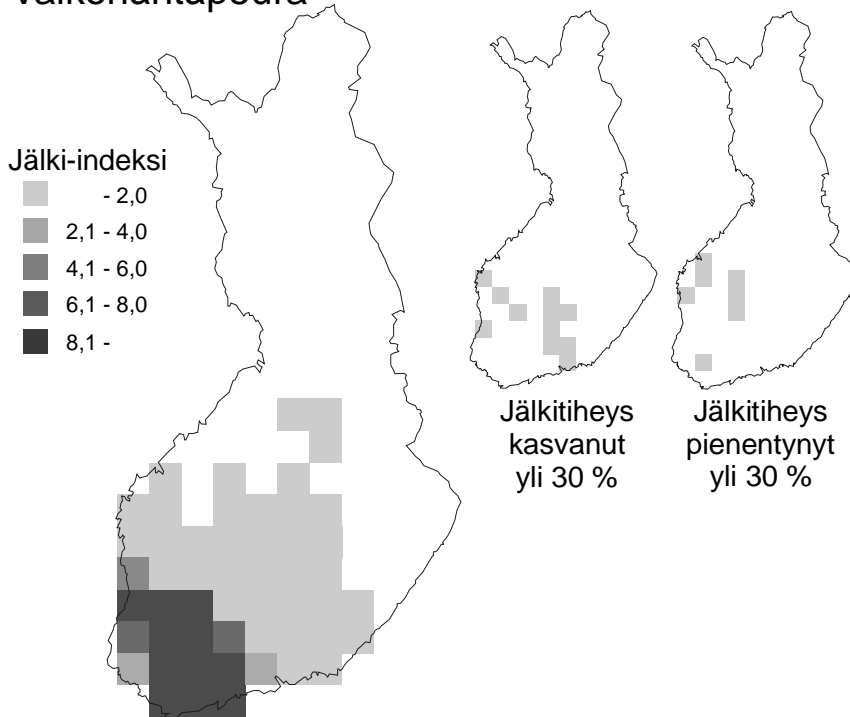 Valkohäntäpeura
Jälki-indeksi
- 2,0
2,1 - 4,0
4,1 - 6,0
6,1 - 8,0
8,1 -
Jälkitiheys
kasvanut
yli 30 %
Jälkitiheys
pienentynyt
yli 30 %